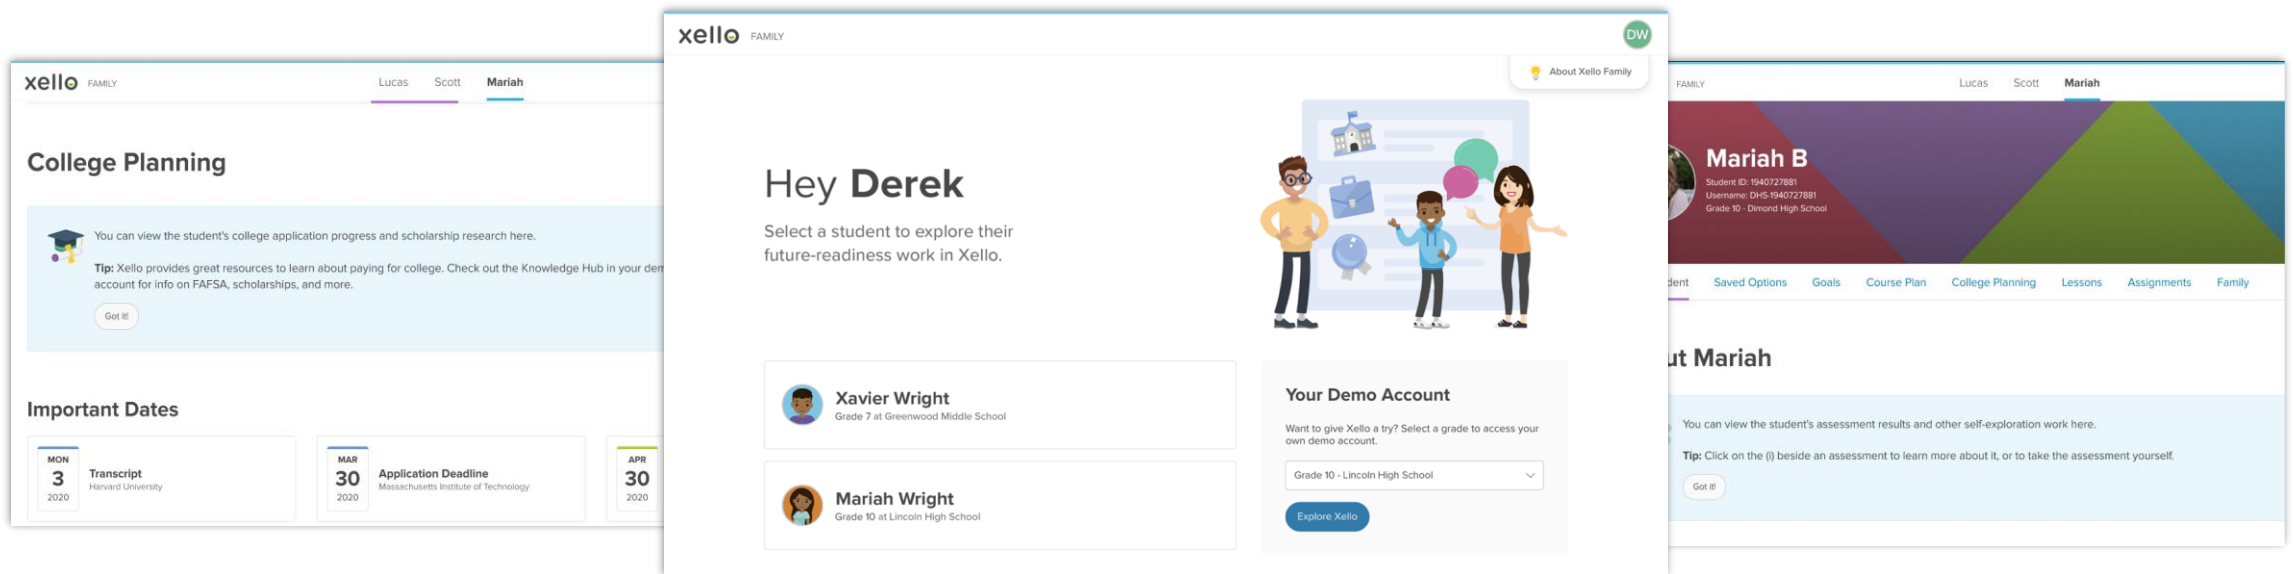 xello FAMILY
Lucas Scott Mariah
College Planning
You can view the student's college application progress and scholarship research here.
Tip: Xello provides great resources to learn about paying for college. Check out the Knowledge Hub in your
account for info on FAFSA, scholarships, and more.
Got it!
Important Dates
MON
3
2020
Transcript
Harvard University
MAR
30
2020
Application Deadline
Massachusetts Institute of Technology
APR
30
2020
xello FAMILY
DW
About Xello Family
Hey Derek
Select a student to explore their
future-readiness work in Xello.
Xavier Wright
Grade 7 at Greenwood Middle School
Mariah Wright
Grade 10 at Lincoln High School
Your Demo Account
Want to give Xello a try? Select a grade to access your
own demo account.
Grade 10 - Lincoln High School
Explore Xello
FAMILY
Lucas Scott Mariah
Mariah B
Student ID: 1940727881
Username: DHS-1940727881
Grade 10 - Dimond High School
Saved Options Goals Course Plan College Planning Lessons Assignments Family
Mariah
You can view the student's assessment results and other self-exploration work here.
Tip: Click on the (i) beside an assessment to learn more about it, or to take the assessment yourself.
Got it!